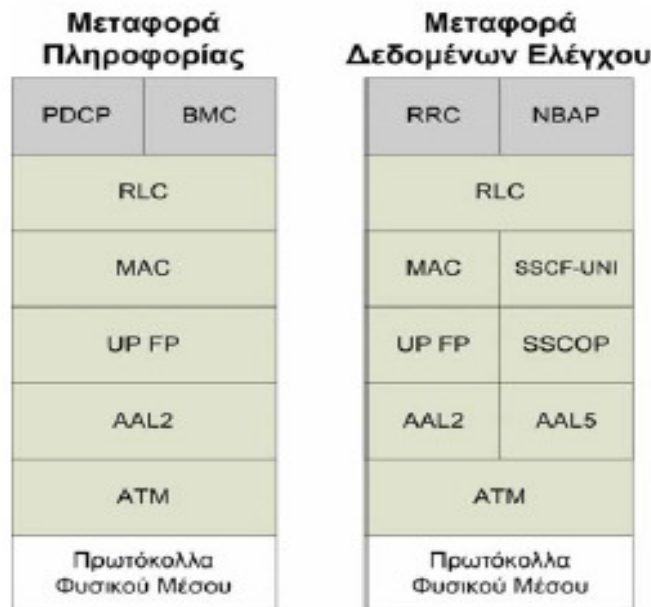 Μεταφορά
Πληροφορίας
PDCP BMC
RLC
MAC
UP FP
AAL2
ATM
Πρωτόκολλα
Φυσικού Μέσου
Μεταφορά
Δεδομένων Ελέγχου
RRC NBAP
RLC
MAC SSCF-UNI
UP FP SSCOP
AAL2 AAL5
ATM
Πρωτόκολλα
Φυσικού Μέσου